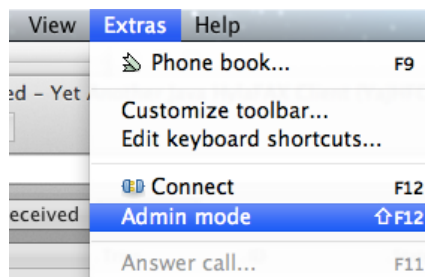 View Extras Help
Phone book... F9
ed – Yet
Customize toolbar...
Edit keyboard shortcuts...
Connect F12
eceived Admin mode ⇧F12
Answer call... F11